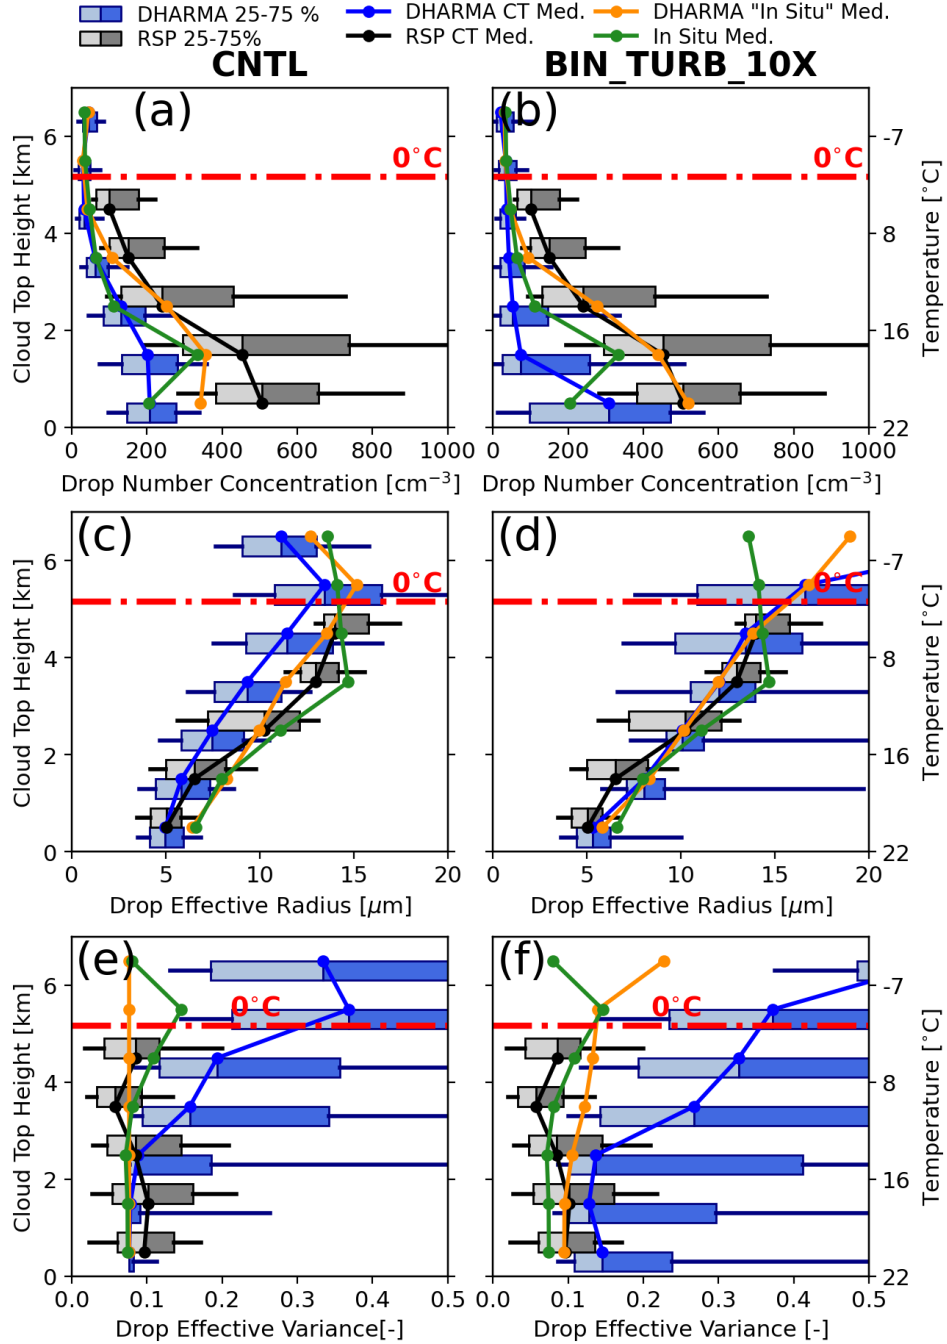 DHARMA 25-75 % DHARMA CT Med. DHARMA "In Situ" Med.
RSP 25-75% RSP CT Med. In Situ Med.
CNTL BIN_TURB_10X
(a) (b)
0°C 0°C
Cloud Top Height [km] Temperature [°C]
6 -7
4 8
2 16
0 22
0 200 400 600 800 1000 0 200 400 600 800 1000
Drop Number Concentration [cm⁻³] Drop Number Concentration [cm⁻³]
(c) (d)
0°C 0°C
Cloud Top Height [km] Temperature [°C]
6 -7
4 8
2 16
0 22
0 5 10 15 20 0 5 10 15 20
Drop Effective Radius [μm] Drop Effective Radius [μm]
(e) (f)
0°C 0°C
Cloud Top Height [km] Temperature [°C]
6 -7
4 8
2 16
0 22
0.0 0.1 0.2 0.3 0.4 0.5 0.0 0.1 0.2 0.3 0.4 0.5
Drop Effective Variance[-] Drop Effective Variance [-]